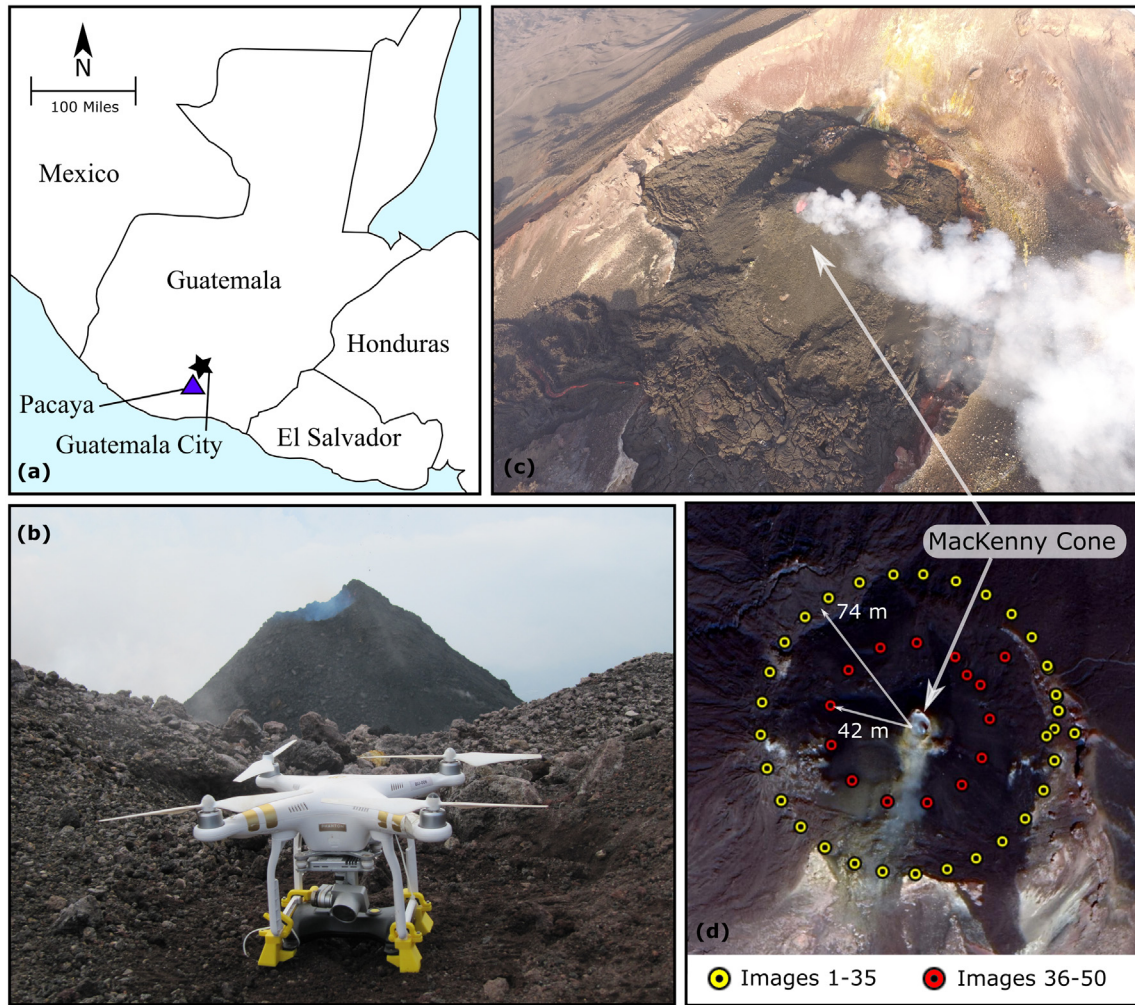 N
100 Miles
Mexico
Guatemala
Honduras
Pacaya
Guatemala City
El Salvador
(a)
(c)
(b)
MacKenny Cone
74 m
42 m
(d)
Images 1-35
Images 36-50